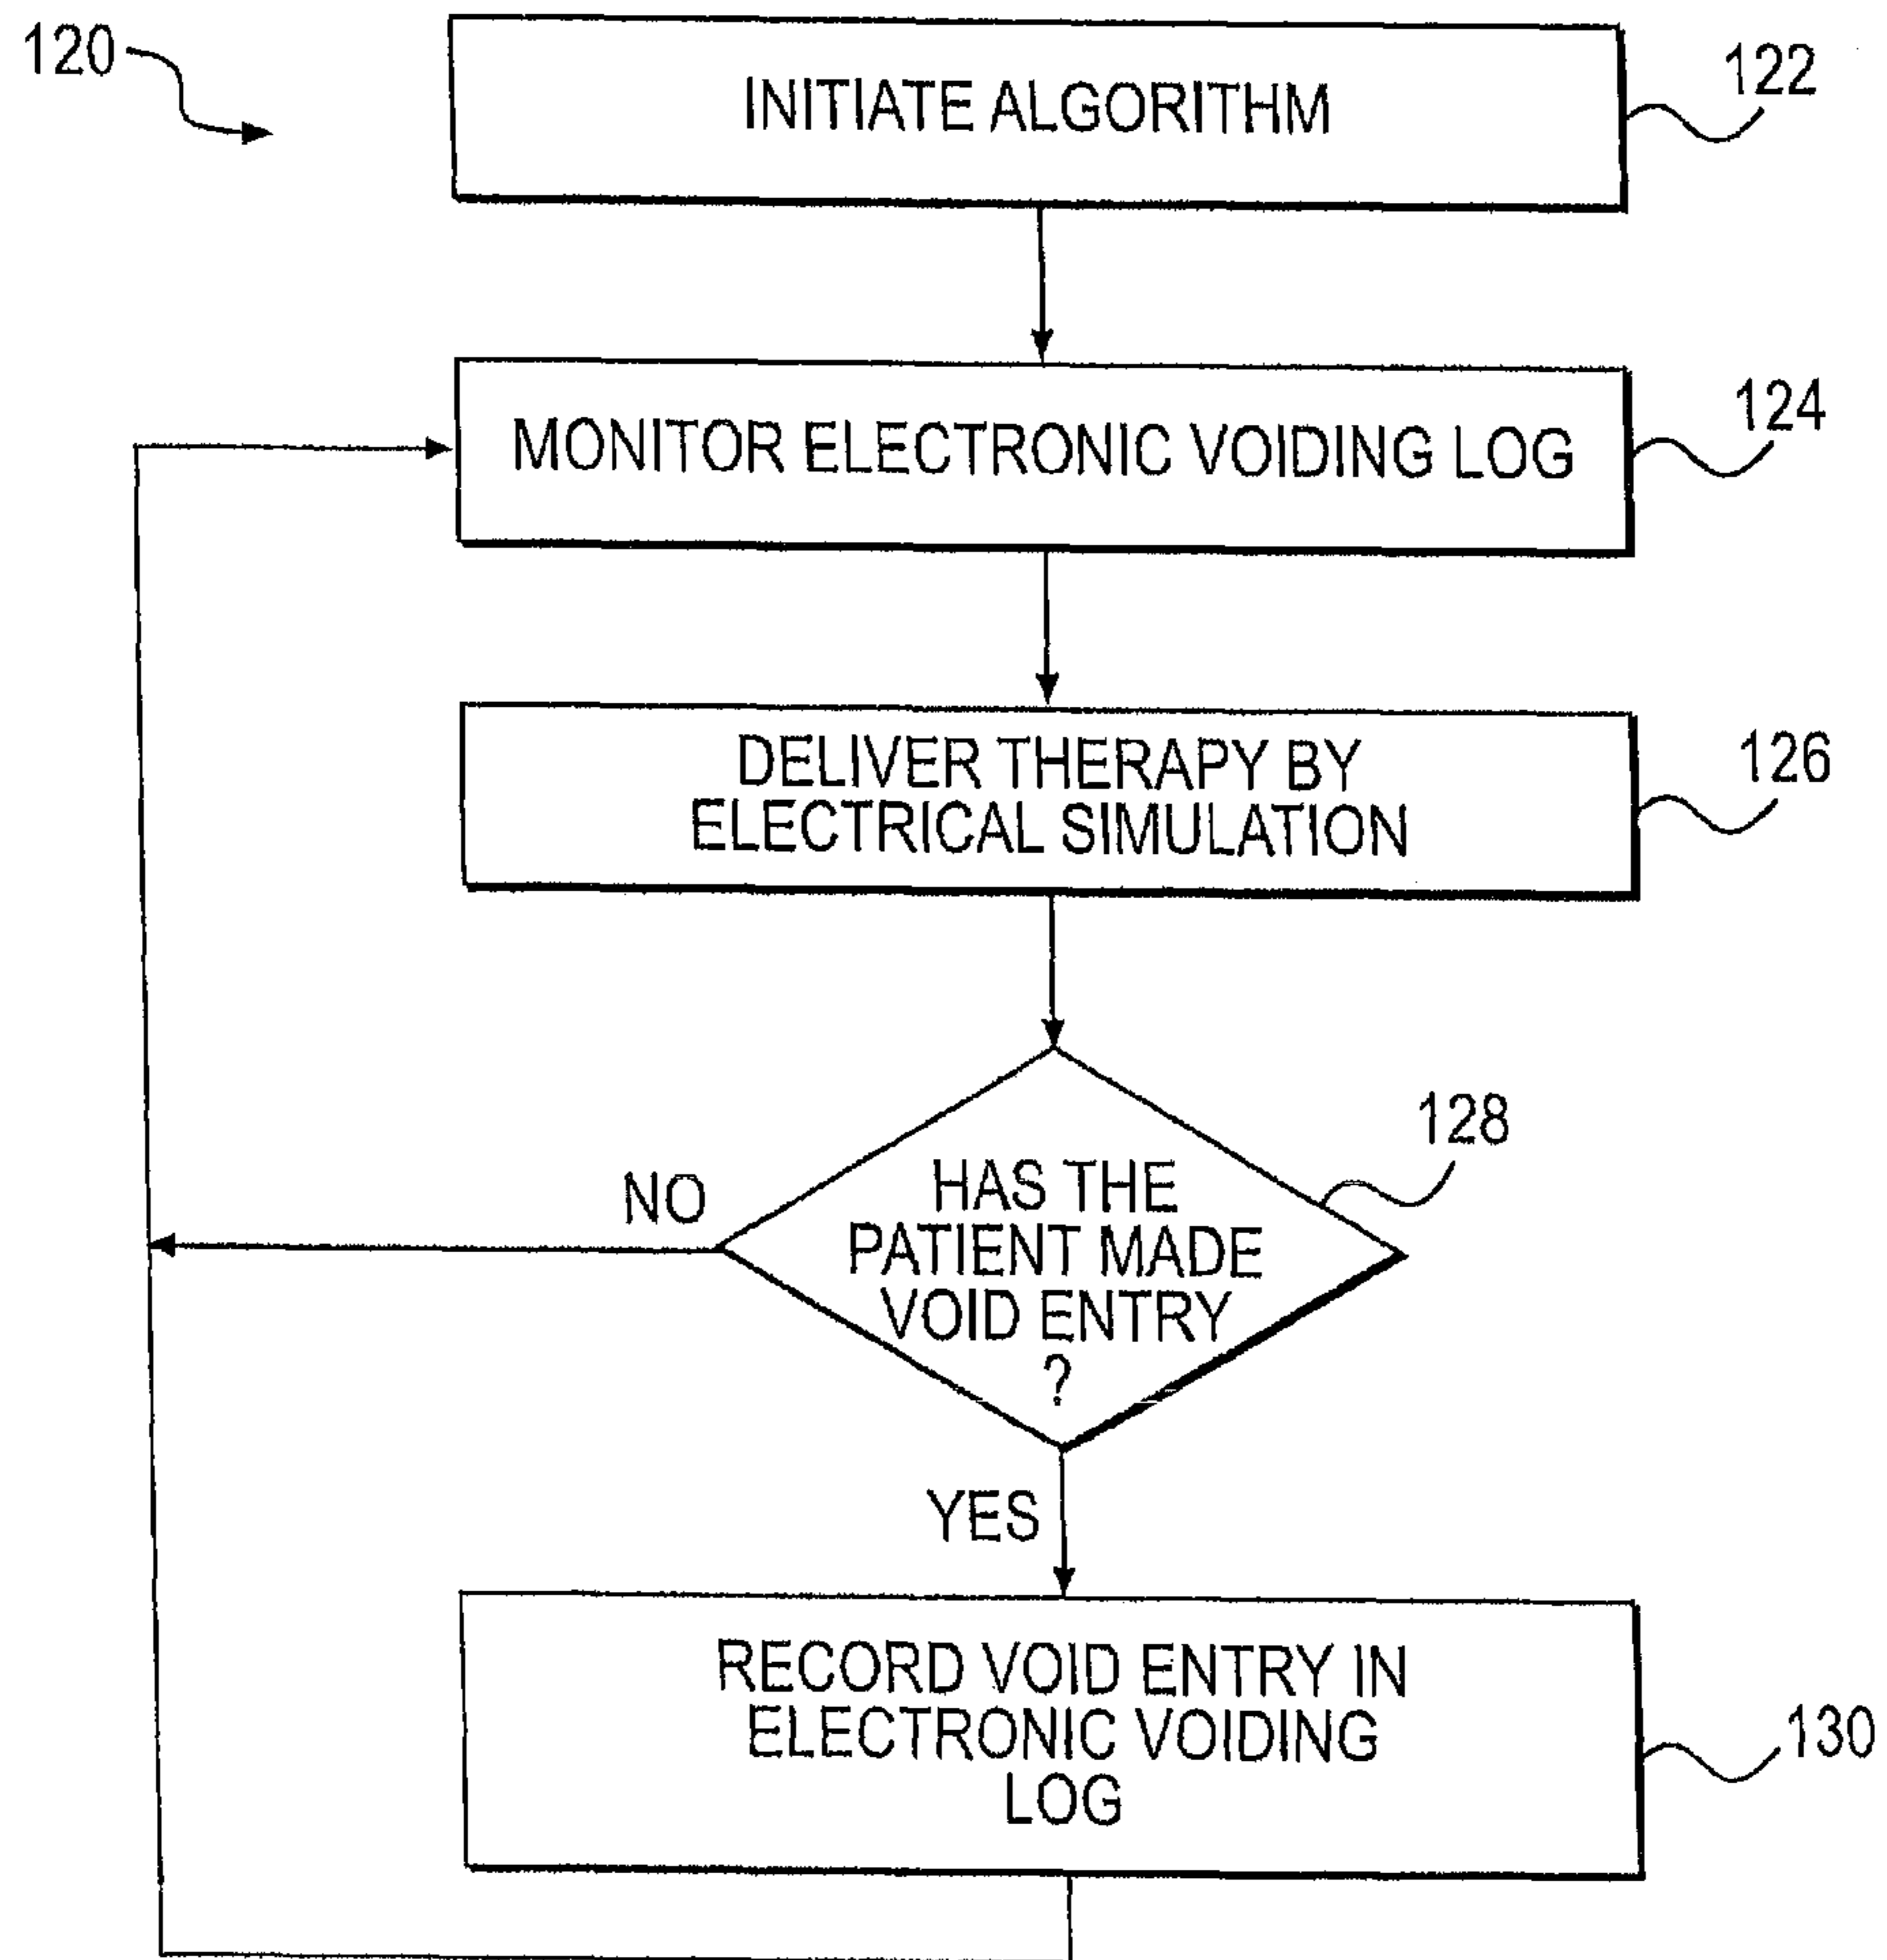 120
INITIATE ALGORITHM
122
MONITOR ELECTRONIC VOIDING LOG
124
DELIVER THERAPY BY
ELECTRICAL SIMULATION
126
HAS THE
PATIENT MADE
VOID ENTRY
?
128
NO
YES
RECORD VOID ENTRY IN
ELECTRONIC VOIDING
LOG
130